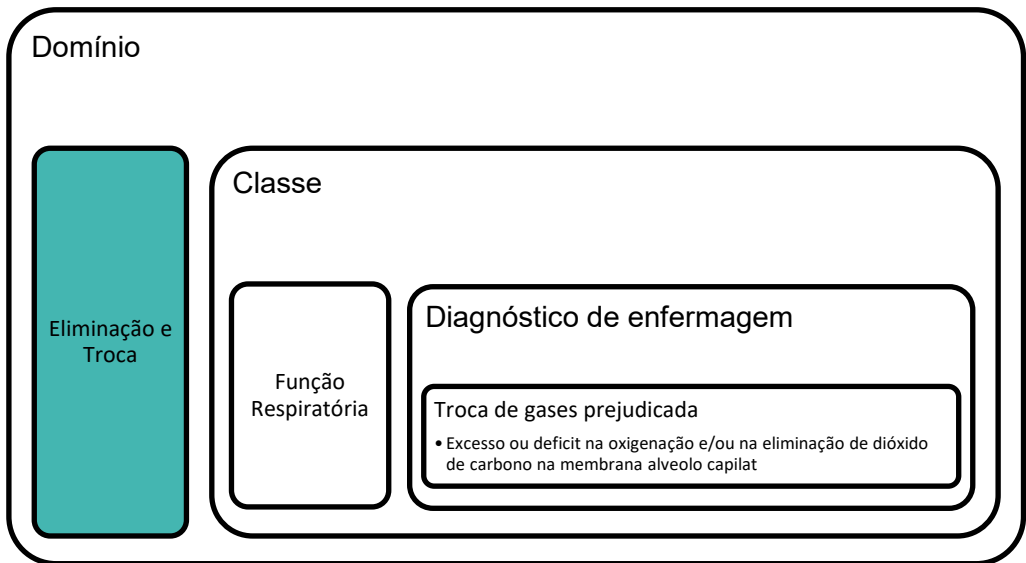 Domínio
Eliminação e
Troca
Classe
Função
Respiratória
Diagnóstico de enfermagem
Troca de gases prejudicada
• Excesso ou deficit na oxigenação e/ou na eliminação de dióxido
de carbono na membrana alveolo capilat